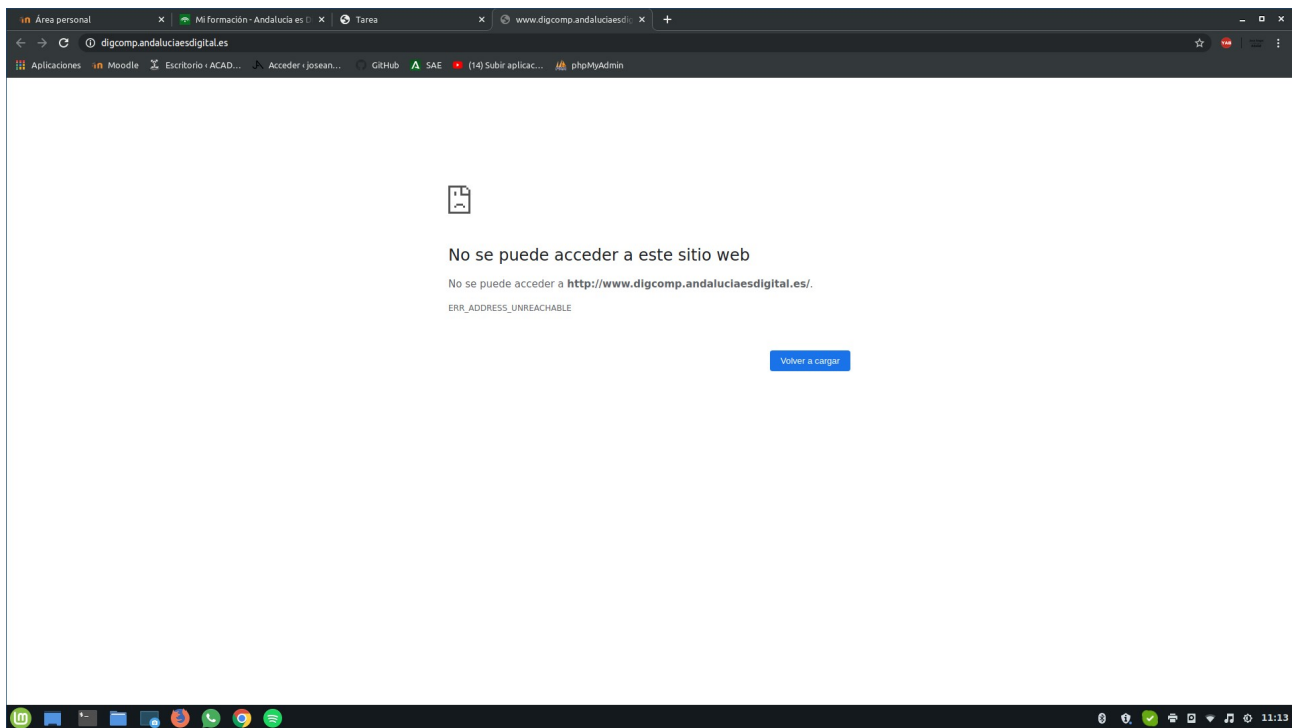 Área personal
Mi formación - Andalucía es D
Tarea
www.digcomp.andaluciaesdig
digcomp.andaluciaesdigital.es
Aplicaciones
Moodle
Escritorio ‹ ACAD...
Acceder ‹ josean...
GitHub
SAE
(14) Subir aplicac...
phpMyAdmin
No se puede acceder a este sitio web
No se puede acceder a http://www.digcomp.andaluciaesdigital.es/.
ERR_ADDRESS_UNREACHABLE
Volver a cargar
11:13